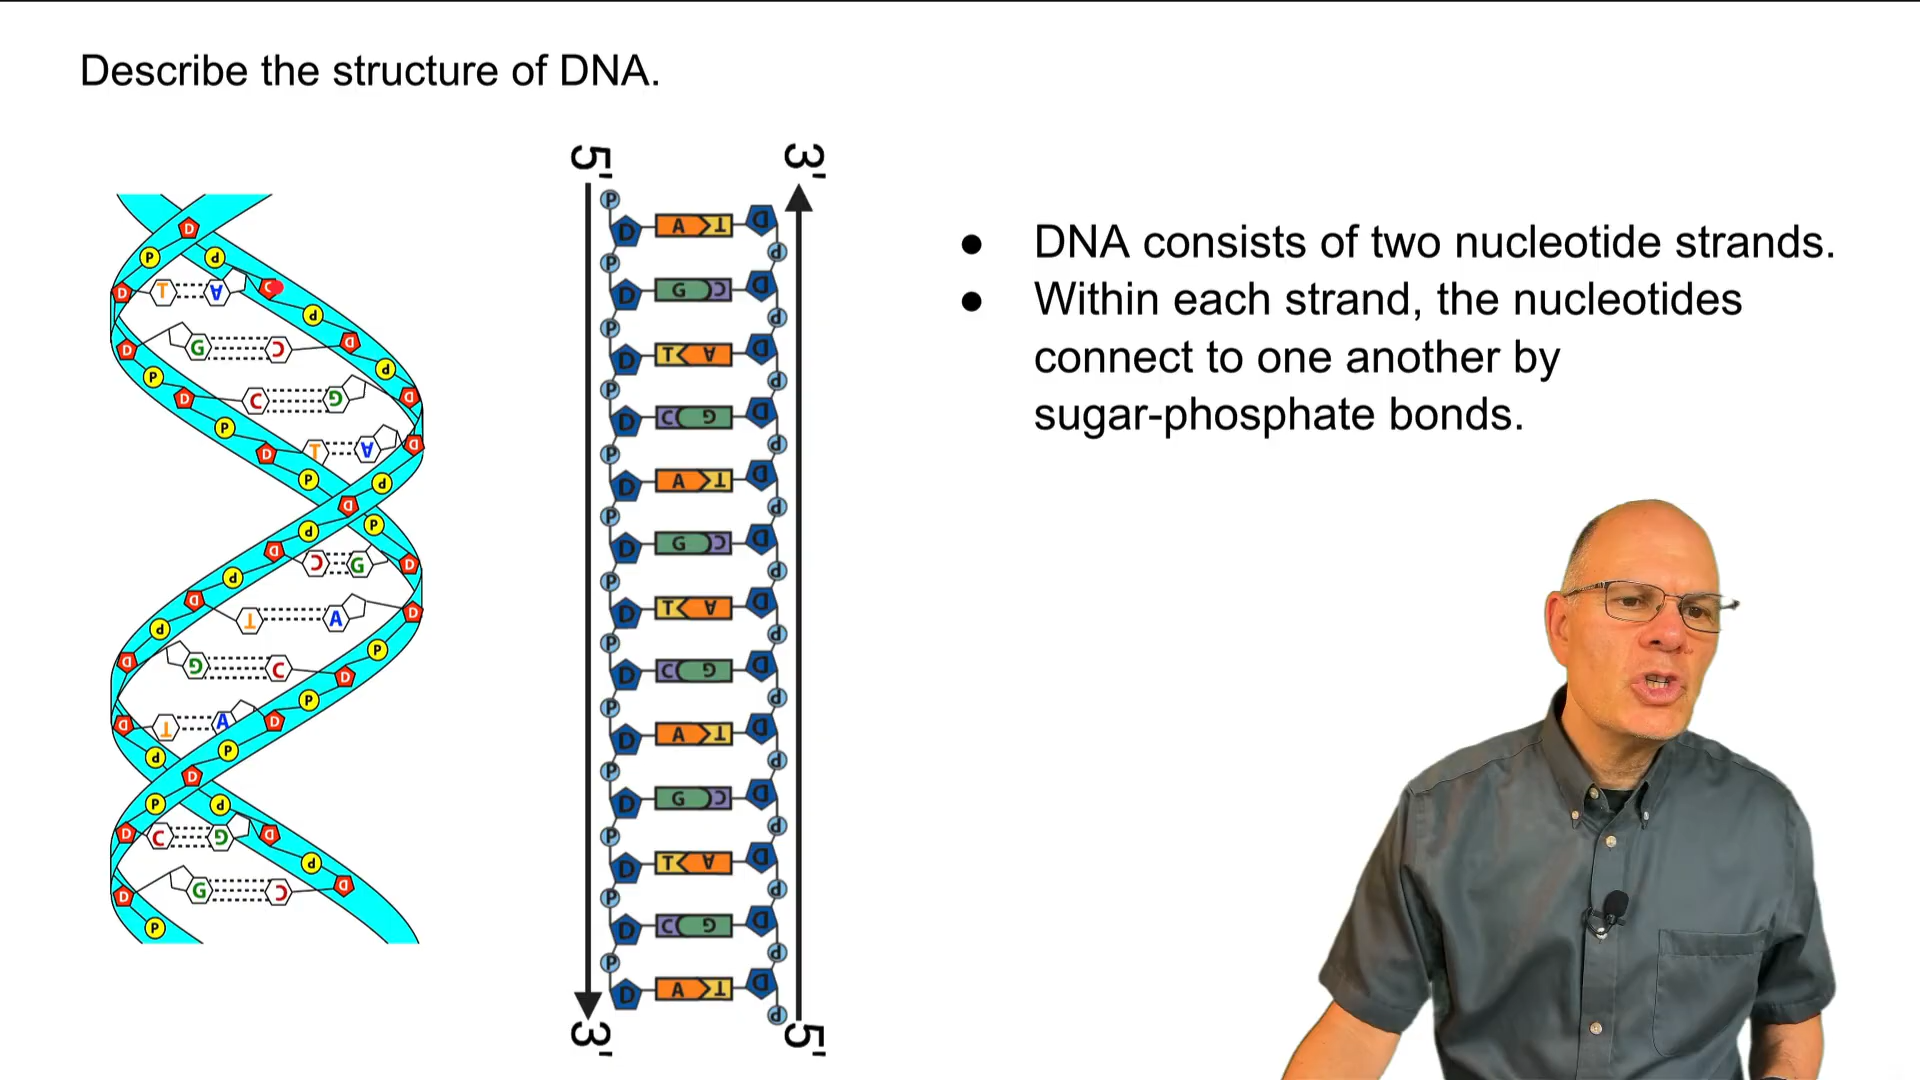 Describe the structure of DNA.
5' 3'
P
D A T D
P P
D G C D
P P
D T A D
P P
D C G D
P P
D A T D
P P
D G C D
P P
D T A D
P P
D C G D
P P
D A T D
P P
D G C D
P P
D T A D
P P
D C G D
P P
D A T D
P
3' 5'
D
P P
D T A
P
D G C D
P P
D P C G D
P D T A D
P P
D
P P
D C G D
P
D T A D
P P
D G C D
P
D T A D
P P
D
P P
D C G D
P
D G C D
P
● DNA consists of two nucleotide strands.
● Within each strand, the nucleotides
connect to one another by
sugar-phosphate bonds.